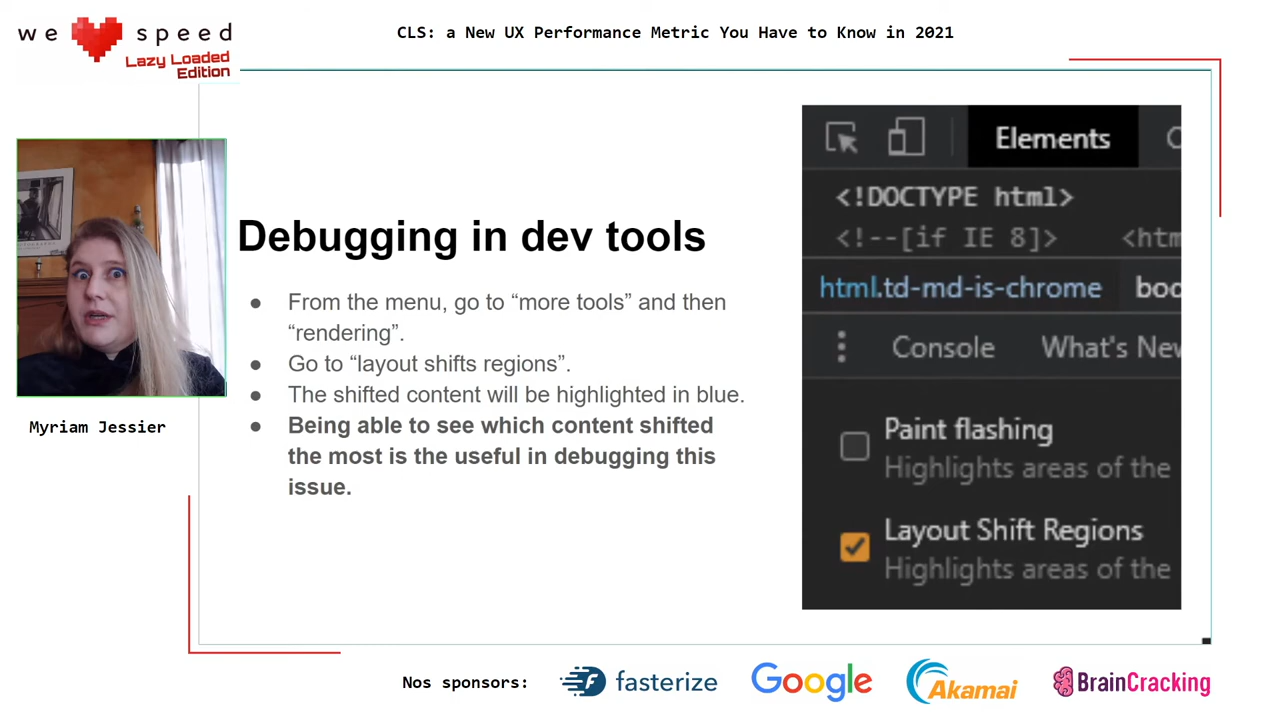 we speed
Lazy Loaded
Edition
CLS: a New UX Performance Metric You Have to Know in 2021
Myriam Jessier
Debugging in dev tools
● From the menu, go to “more tools” and then
“rendering”.
● Go to “layout shifts regions”.
● The shifted content will be highlighted in blue.
● Being able to see which content shifted
the most is the useful in debugging this
issue.
Elements
<!DOCTYPE html>
<!--[if IE 8]> <htm
html.td-md-is-chrome boo
Console What's New
Paint flashing
Highlights areas of the
Layout Shift Regions
Highlights areas of the
Nos sponsors: fasterize Google Akamai BrainCracking